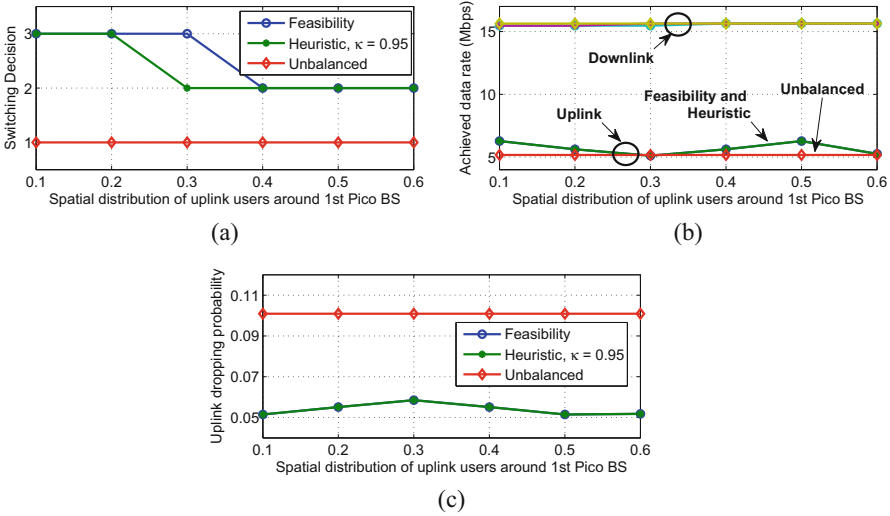 Switching Decision
3
2
1
Feasibility
Heuristic, κ = 0.95
Unbalanced
0.1 0.2 0.3 0.4 0.5 0.6
Spatial distribution of uplink users around 1st Pico BS
(a)
Achieved data rate (Mbps)
15
10
5
Downlink
Uplink
Feasibility and
Heuristic
Unbalanced
0.1 0.2 0.3 0.4 0.5 0.6
Spatial distribution of uplink users around 1st Pico BS
(b)
Uplink dropping probability
0.11
0.09
0.07
0.05
Feasibility
Heuristic, κ = 0.95
Unbalanced
0.1 0.2 0.3 0.4 0.5 0.6
Spatial distribution of uplink users around 1st Pico BS
(c)